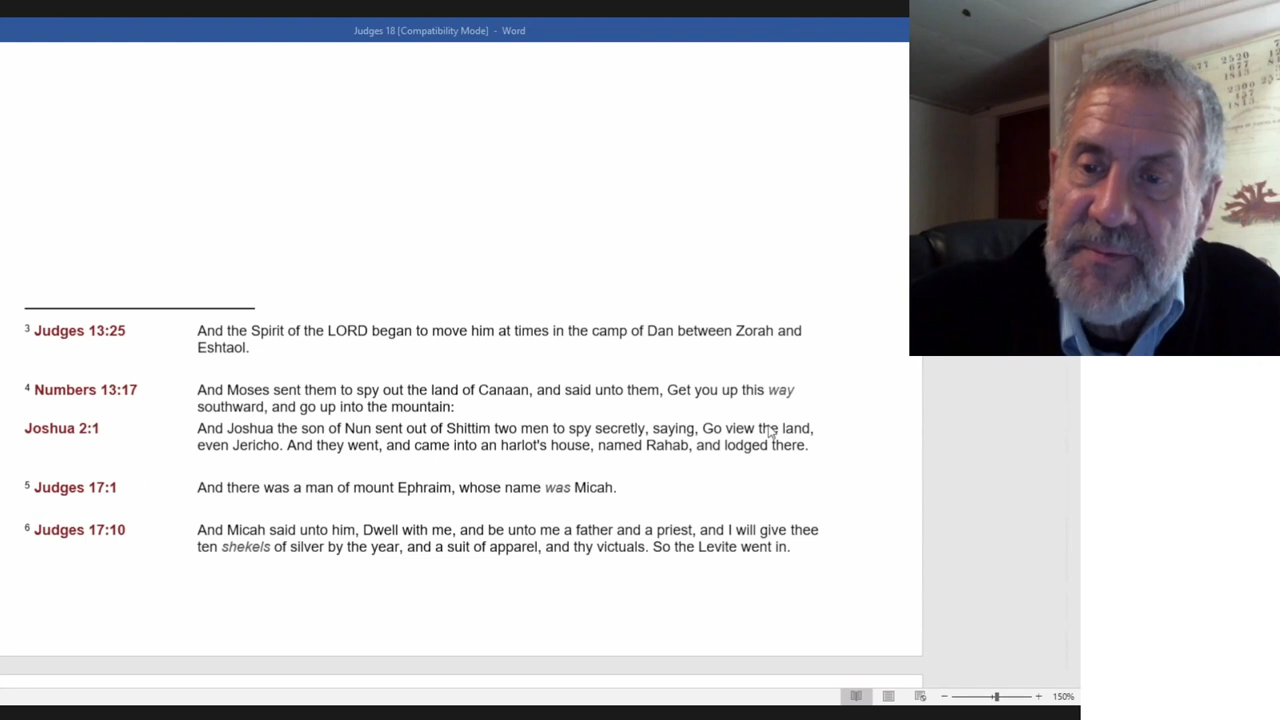 Judges 18 [Compatibility Mode] - Word
3 Judges 13:25 And the Spirit of the LORD began to move him at times in the camp of Dan between Zorah and
Eshtaol.
4 Numbers 13:17 And Moses sent them to spy out the land of Canaan, and said unto them, Get you up this way
southward, and go up into the mountain:
Joshua 2:1 And Joshua the son of Nun sent out of Shittim two men to spy secretly, saying, Go view the land,
even Jericho. And they went, and came into an harlot's house, named Rahab, and lodged there.
5 Judges 17:1 And there was a man of mount Ephraim, whose name was Micah.
6 Judges 17:10 And Micah said unto him, Dwell with me, and be unto me a father and a priest, and I will give thee
ten shekels of silver by the year, and a suit of apparel, and thy victuals. So the Levite went in.
150%
2520
677
1843